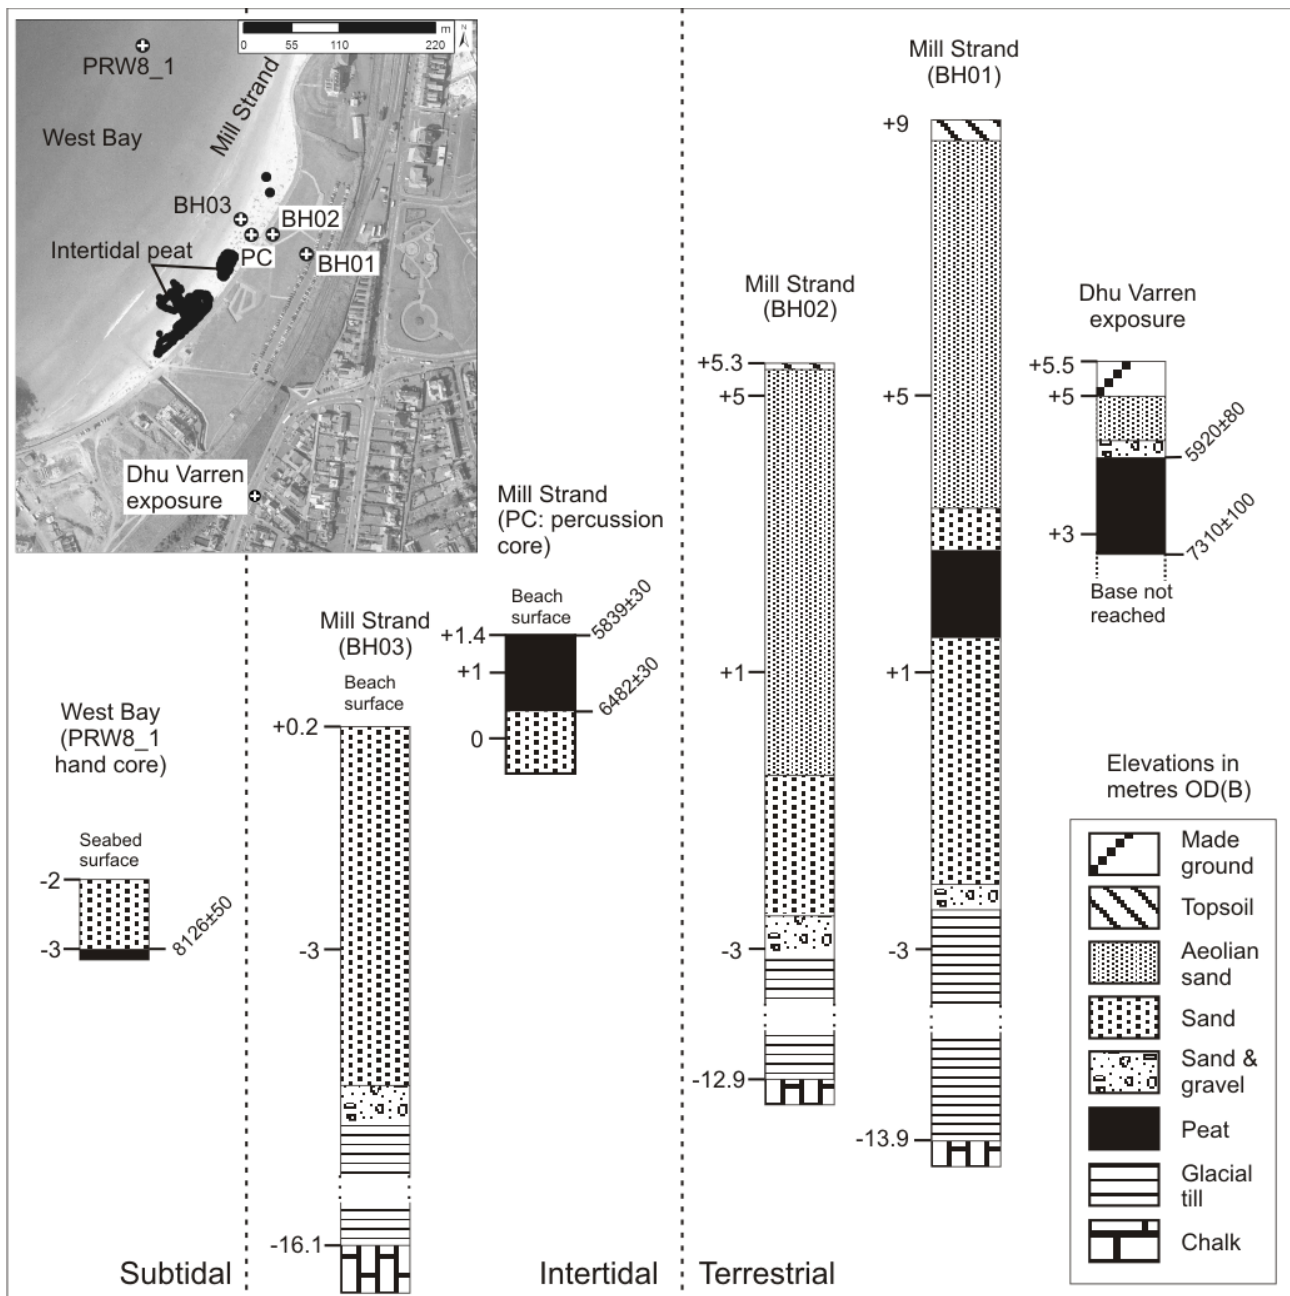 PRW8_1
West Bay
Mill Strand
m
N
0 55 110 220
BH03
BH02
Intertidal peat
PC
BH01
Dhu Varren
exposure
West Bay
(PRW8_1
hand core)
Seabed
surface
-2
-3
8126±50
Subtidal
Mill Strand
(BH03)
Beach
surface
+0.2
-3
-16.1
Mill Strand
(PC: percussion
core)
Beach
surface
+1.4
+1
0
5839±30
6482±30
Intertidal
Mill Strand
(BH02)
+5.3
+5
+1
-3
-12.9
Mill Strand
(BH01)
+9
+5
+1
-3
-13.9
Dhu Varren
exposure
+5.5
+5
+3
5920±80
7310±100
Base not
reached
Terrestrial
Elevations in
metres OD(B)
Made
ground
Topsoil
Aeolian
sand
Sand
Sand &
gravel
Peat
Glacial
till
Chalk